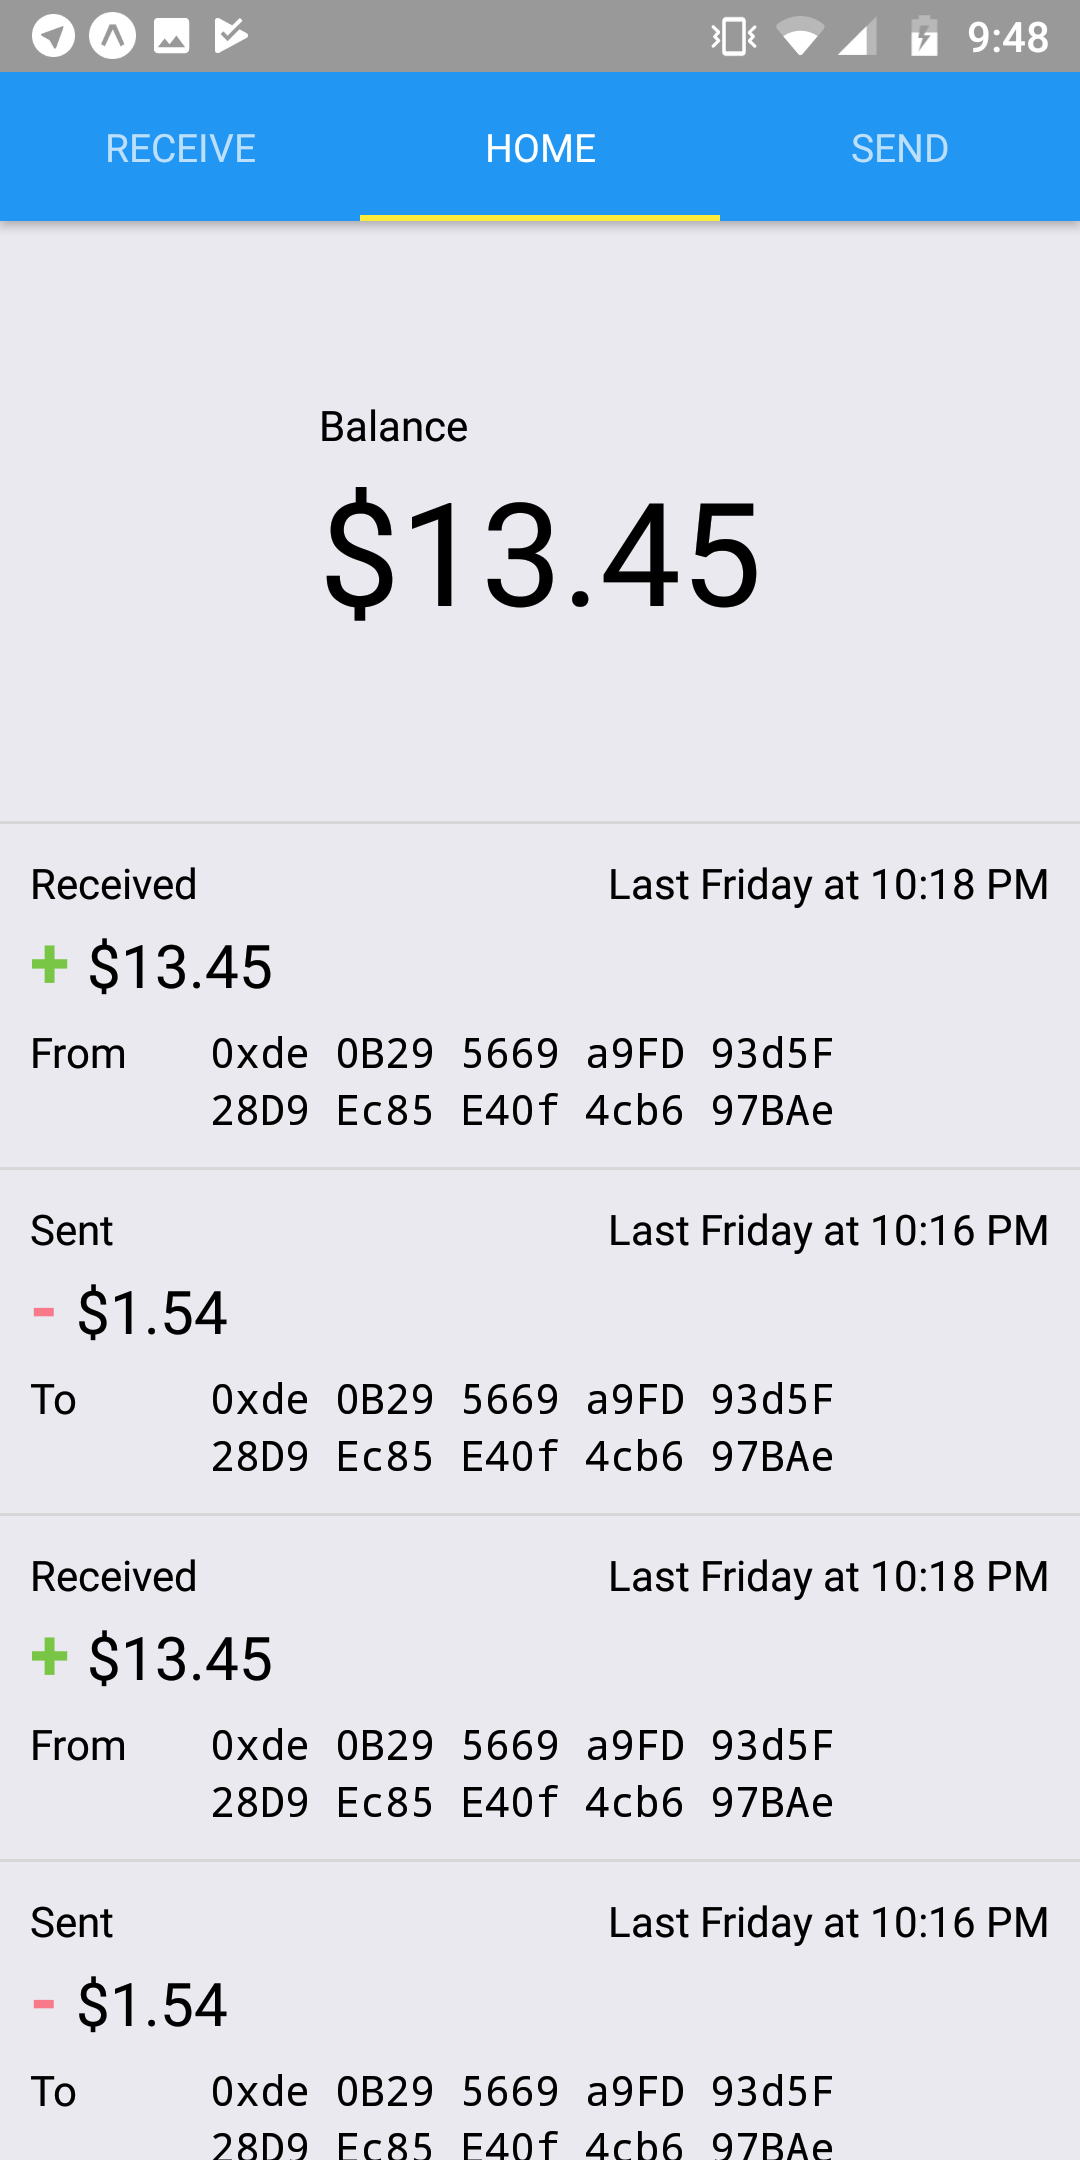 9:48
RECEIVE HOME SEND
Balance
$13.45
Received Last Friday at 10:18 PM
+ $13.45
From 0xde 0B29 5669 a9FD 93d5F
28D9 Ec85 E40f 4cb6 97BAe
Sent Last Friday at 10:16 PM
- $1.54
To 0xde 0B29 5669 a9FD 93d5F
28D9 Ec85 E40f 4cb6 97BAe
Received Last Friday at 10:18 PM
+ $13.45
From 0xde 0B29 5669 a9FD 93d5F
28D9 Ec85 E40f 4cb6 97BAe
Sent Last Friday at 10:16 PM
- $1.54
To 0xde 0B29 5669 a9FD 93d5F
28D9 Ec85 E40f 4cb6 97BAe